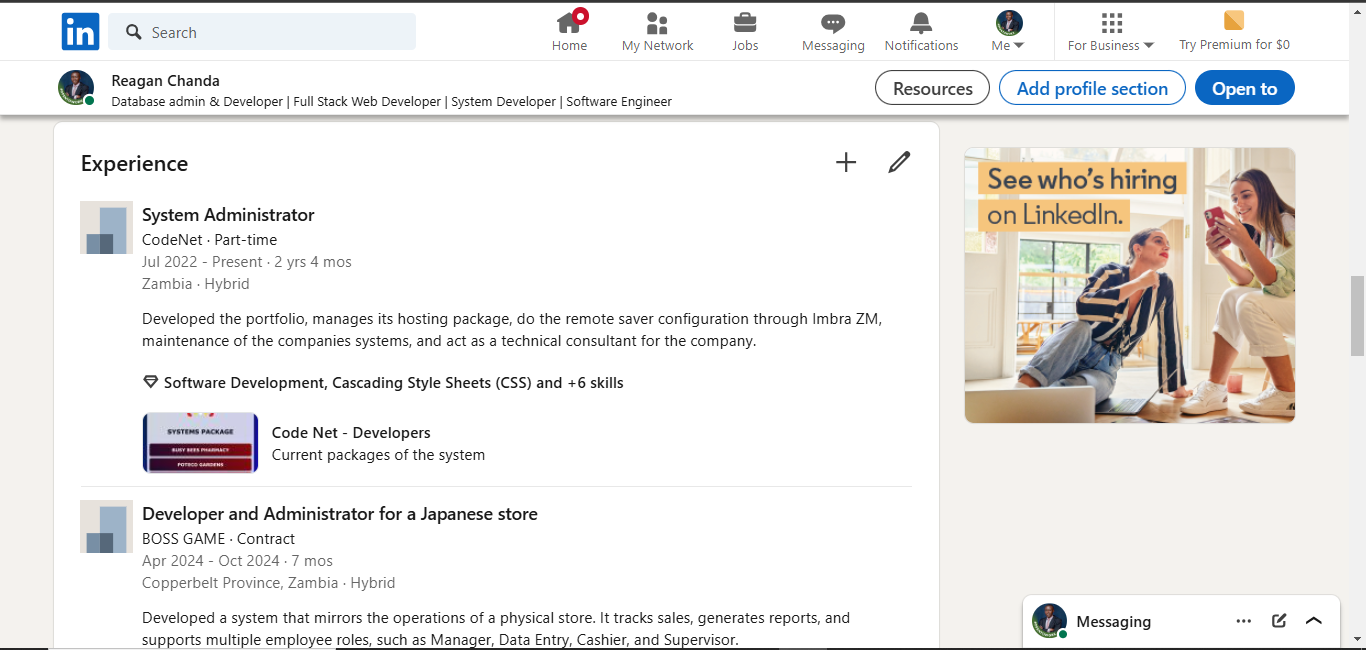 in
Search
Home
My Network
Jobs
Messaging
Notifications
Me
For Business
Try Premium for $0
Reagan Chanda
Database admin & Developer | Full Stack Web Developer | System Developer | Software Engineer
Resources
Add profile section
Open to
Experience
System Administrator
CodeNet · Part-time
Jul 2022 - Present · 2 yrs 4 mos
Zambia · Hybrid
Developed the portfolio, manages its hosting package, do the remote saver configuration through Imbra ZM,
maintenance of the companies systems, and act as a technical consultant for the company.
Software Development, Cascading Style Sheets (CSS) and +6 skills
SYSTEMS PACKAGE
BUSY BEES PHARMACY
POTECO GARDENS
Code Net - Developers
Current packages of the system
Developer and Administrator for a Japanese store
BOSS GAME · Contract
Apr 2024 - Oct 2024 · 7 mos
Copperbelt Province, Zambia · Hybrid
Developed a system that mirrors the operations of a physical store. It tracks sales, generates reports, and
supports multiple employee roles, such as Manager, Data Entry, Cashier, and Supervisor.
See who's hiring
on LinkedIn.
Messaging